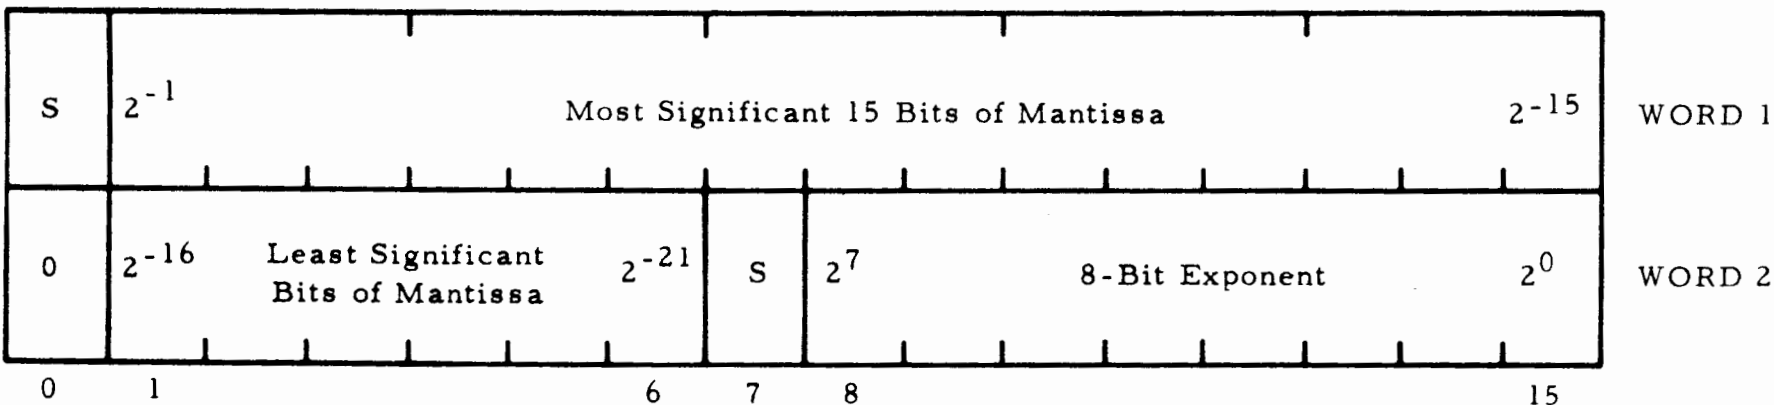 S 2^-1 Most Significant 15 Bits of Mantissa 2^-15 WORD 1
0 2^-16 Least Significant Bits of Mantissa 2^-21 S 2^7 8-Bit Exponent 2^0 WORD 2
0 1 6 7 8 15